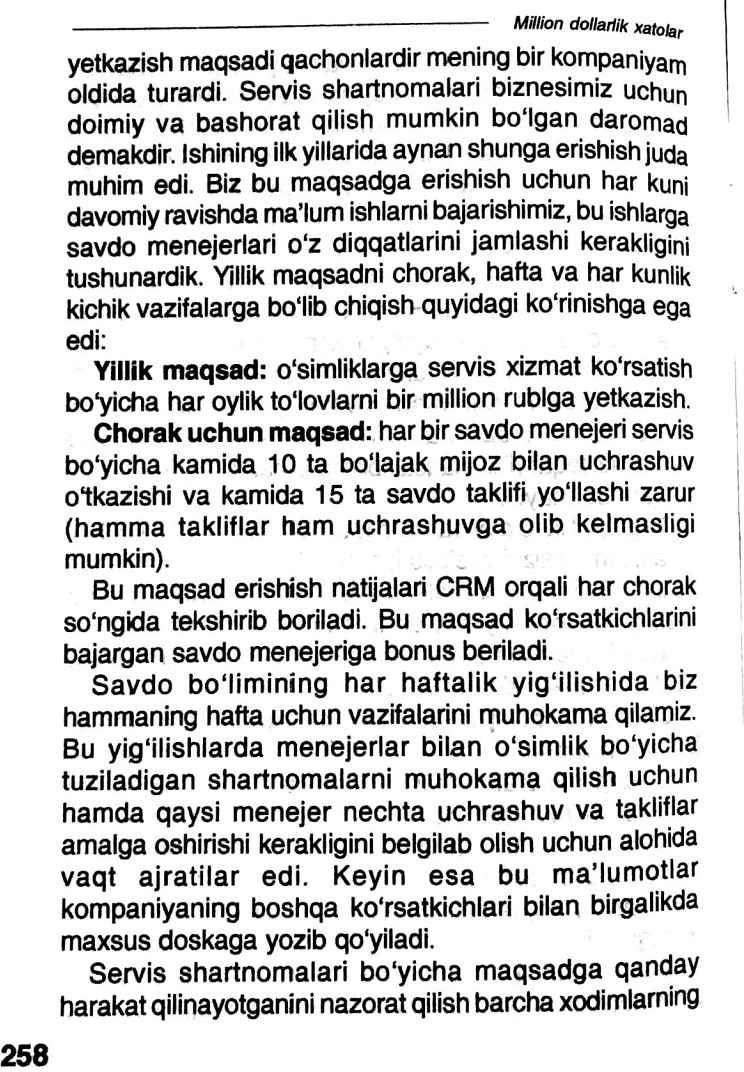 Million dollarlik xatolar
yetkazish maqsadi qachonlardir mening bir kompaniyam
oldida turardi. Servis shartnomalari biznesimiz uchun
doimiy va bashorat qilish mumkin bo‘lgan daromad
demakdir. Ishining ilk yillarida aynan shunga erishish juda
muhim edi. Biz bu maqsadga erishish uchun har kuni
davomiy ravishda ma’lum ishlarni bajarishimiz, bu ishlarga
savdo menejerlari o‘z diqqatlarini jamlashi kerakligini
tushunardik. Yillik maqsadni chorak, hafta va har kunlik
kichik vazifalarga bo‘lib chiqish quyidagi ko‘rinishga ega
edi:
Yillik maqsad: o‘simliklarga servis xizmat ko‘rsatish
bo‘yicha har oylik to‘lovlarni bir million rublga yetkazish.
Chorak uchun maqsad: har bir savdo menejeri servis
bo‘yicha kamida 10 ta bo‘lajak mijoz bilan uchrashuv
o‘tkazishi va kamida 15 ta savdo taklifi yo‘llashi zarur
(hamma takliflar ham uchrashuvga olib kelmasligi
mumkin).
Bu maqsad erishish natijalari CRM orqali har chorak
so‘ngida tekshirib boriladi. Bu maqsad ko‘rsatkichlarini
bajargan savdo menejeriga bonus beriladi.
Savdo bo‘limining har haftalik yig‘ilishida biz
hammaning hafta uchun vazifalarini muhokama qilamiz.
Bu yig‘ilishlarda menejerlar bilan o‘simlik bo‘yicha
tuziladigan shartnomalarni muhokama qilish uchun
hamda qaysi menejer nechta uchrashuv va takliflar
amalga oshirishi kerakligini belgilab olish uchun alohida
vaqt ajratilar edi. Keyin esa bu ma’lumotlar
kompaniyaning boshqa ko‘rsatkichlari bilan birgalikda
maxsus doskaga yozib qo‘yiladi.
Servis shartnomalari bo‘yicha maqsadga qanday
harakat qilinayotganini nazorat qilish barcha xodimlarning
258